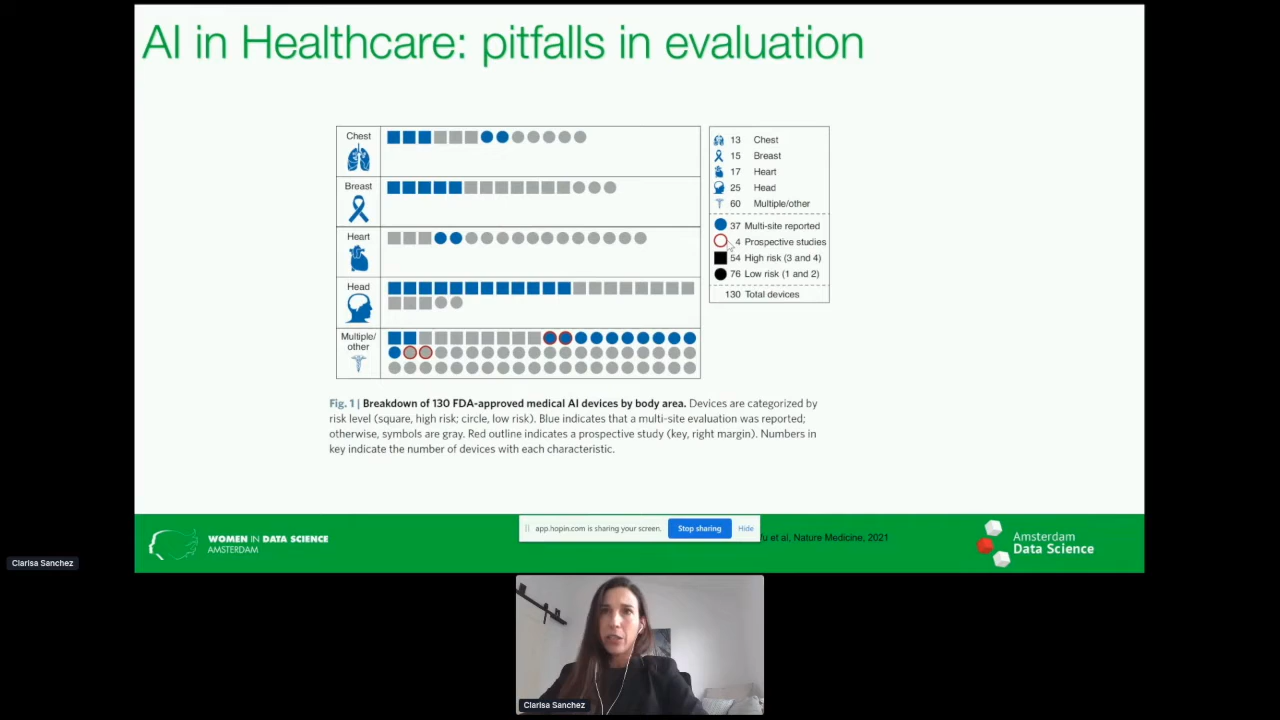 AI in Healthcare: pitfalls in evaluation
Chest
Breast
Heart
Head
Multiple/
other
13 Chest
15 Breast
17 Heart
25 Head
60 Multiple/other
37 Multi-site reported
4 Prospective studies
54 High risk (3 and 4)
76 Low risk (1 and 2)
130 Total devices
Fig. 1 | Breakdown of 130 FDA-approved medical AI devices by body area. Devices are categorized by
risk level (square, high risk; circle, low risk). Blue indicates that a multi-site evaluation was reported;
otherwise, symbols are gray. Red outline indicates a prospective study (key, right margin). Numbers in
key indicate the number of devices with each characteristic.
WOMEN IN DATA SCIENCE
AMSTERDAM
app.hopin.com is sharing your screen.
Stop sharing
Hide
et al, Nature Medicine, 2021
Amsterdam
Data Science
Clarisa Sanchez
Clarisa Sanchez